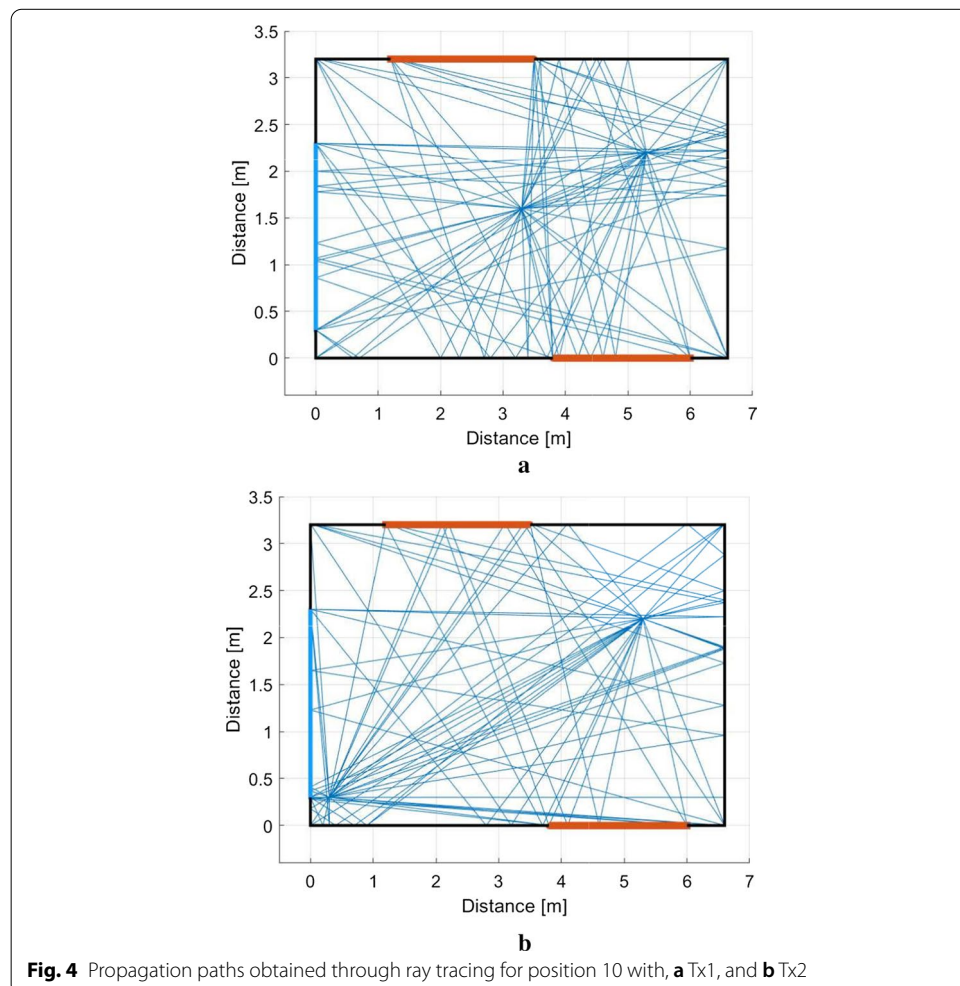 3.5
3
2.5
2
1.5
1
0.5
0
Distance [m]
0 1 2 3 4 5 6 7
Distance [m]
a
3.5
3
2.5
2
1.5
1
0.5
0
Distance [m]
0 1 2 3 4 5 6 7
Distance [m]
b
Fig. 4 Propagation paths obtained through ray tracing for position 10 with, a Tx1, and b Tx2